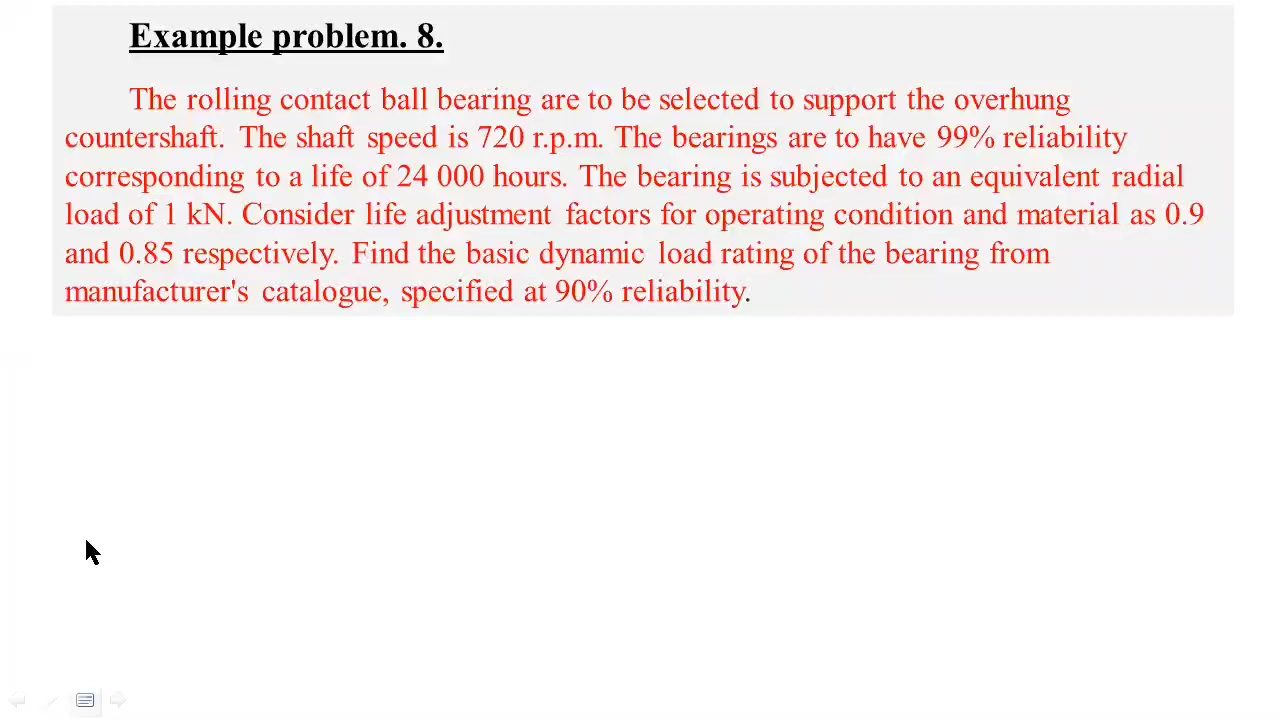 Example problem. 8.
The rolling contact ball bearing are to be selected to support the overhung
countershaft. The shaft speed is 720 r.p.m. The bearings are to have 99% reliability
corresponding to a life of 24 000 hours. The bearing is subjected to an equivalent radial
load of 1 kN. Consider life adjustment factors for operating condition and material as 0.9
and 0.85 respectively. Find the basic dynamic load rating of the bearing from
manufacturer's catalogue, specified at 90% reliability.